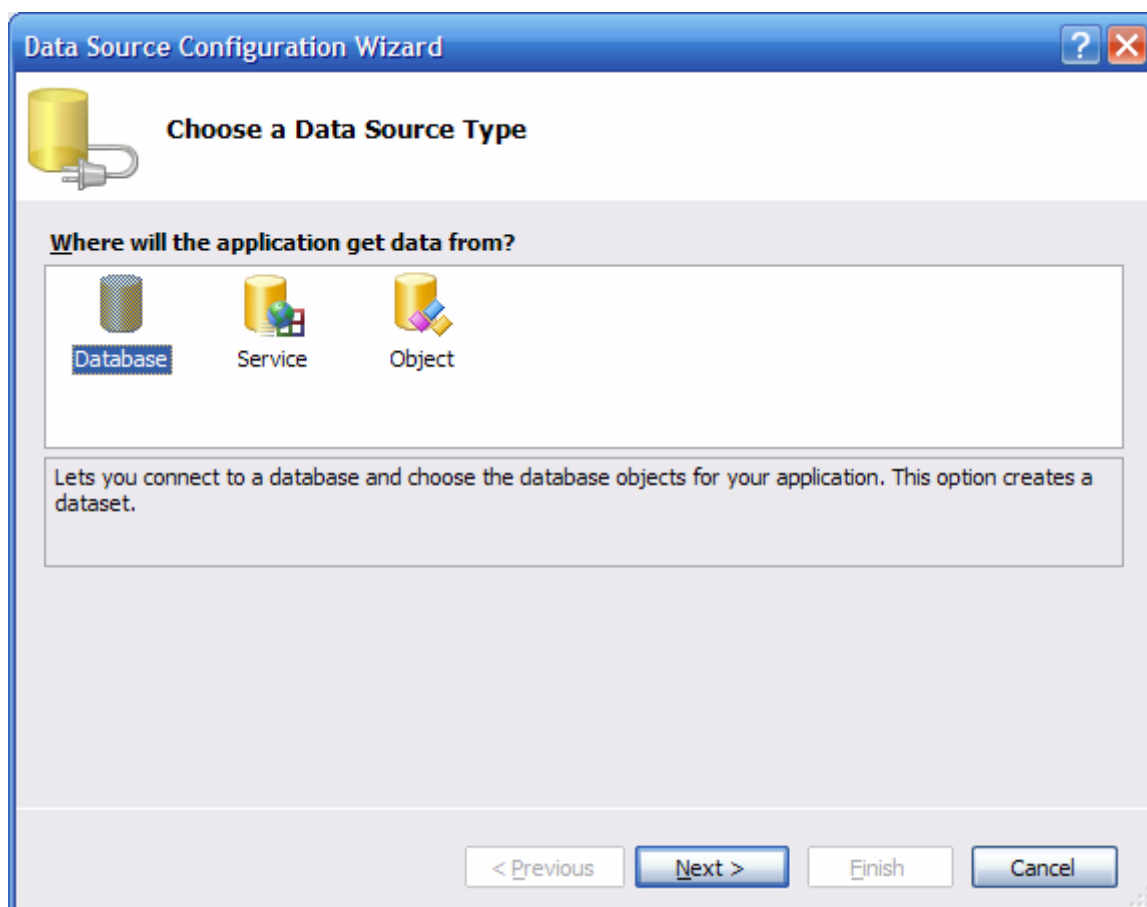 Data Source Configuration Wizard ?
Choose a Data Source Type
Where will the application get data from?
Database Service Object
Lets you connect to a database and choose the database objects for your application. This option creates a
dataset.
< Previous Next > Finish Cancel